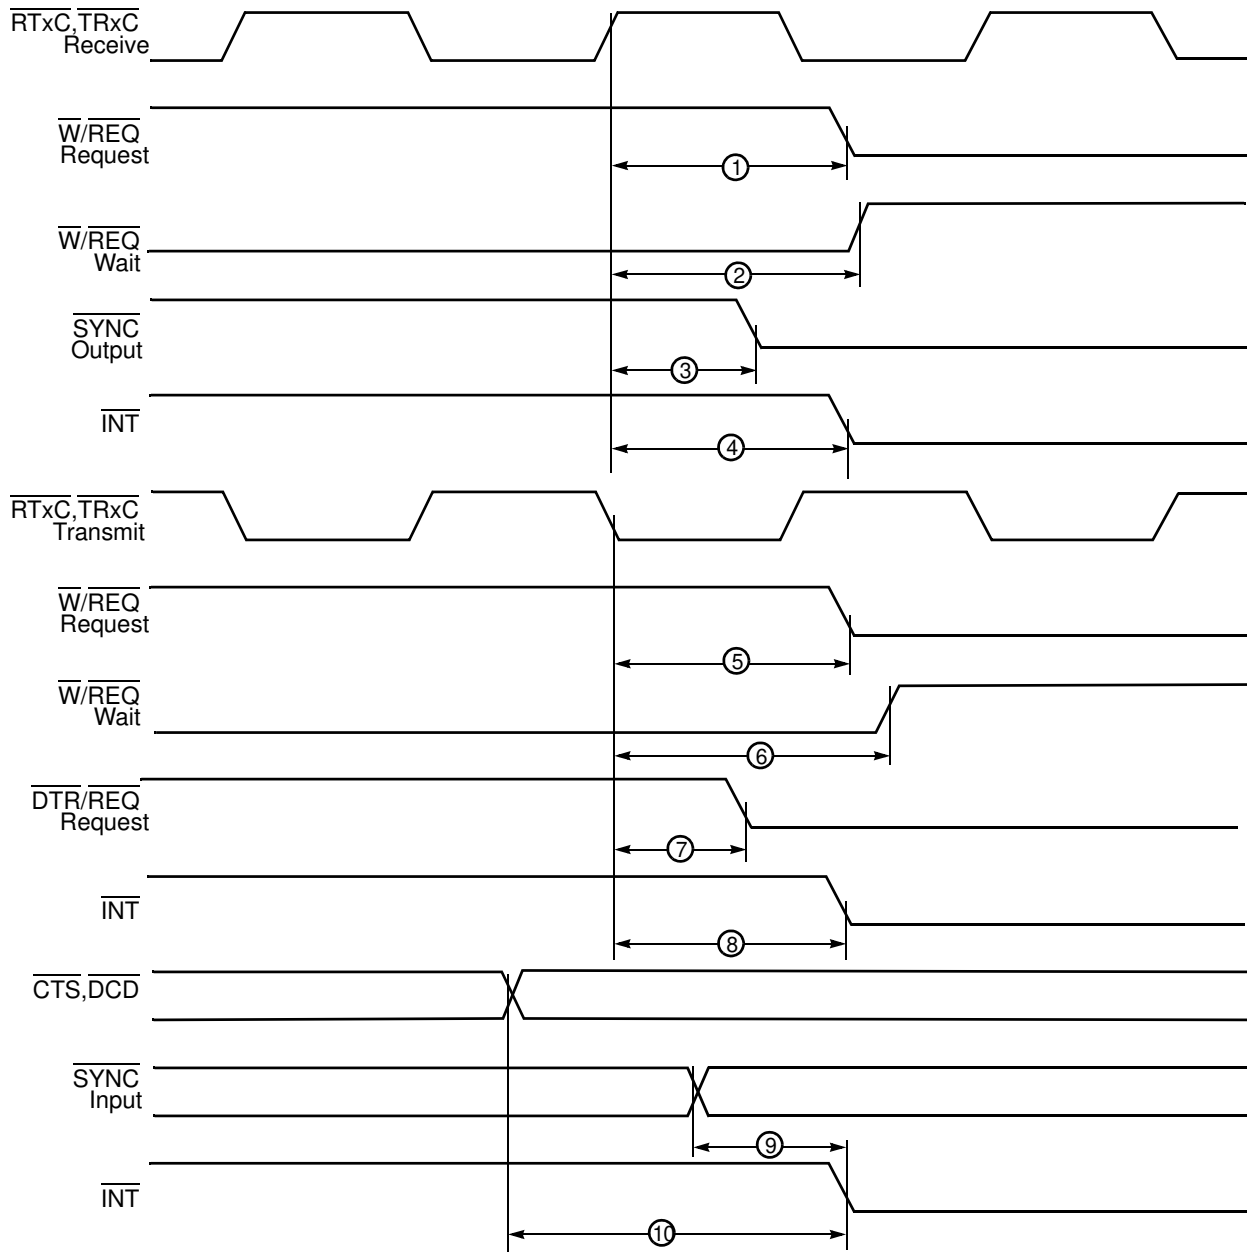 RTxC,TRxC
Receive
W/REQ
Request
1
W/REQ
Wait
2
SYNC
Output
3
INT
4
RTxC,TRxC
Transmit
W/REQ
Request
5
W/REQ
Wait
6
DTR/REQ
Request
7
INT
8
CTS,DCD
SYNC
Input
9
INT
10